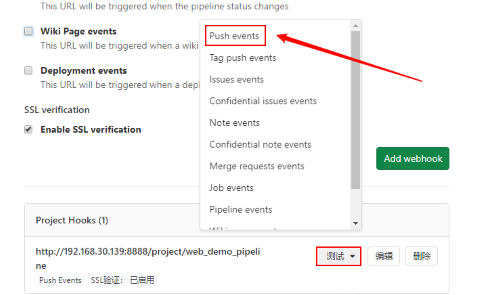 This URL will be triggered when the pipeline status changes
Wiki Page events
This URL will be triggered when a wiki
Deployment events
This URL will be triggered when a depl
SSL verification
Enable SSL verification
Push events
Tag push events
Issues events
Confidential issues events
Note events
Confidential note events
Merge requests events
Job events
Pipeline events
Add webhook
Project Hooks (1)
http://192.168.30.139:8888/project/web_demo_pipeli
ne
测试 编辑 删除
Push Events SSL验证: 已启用